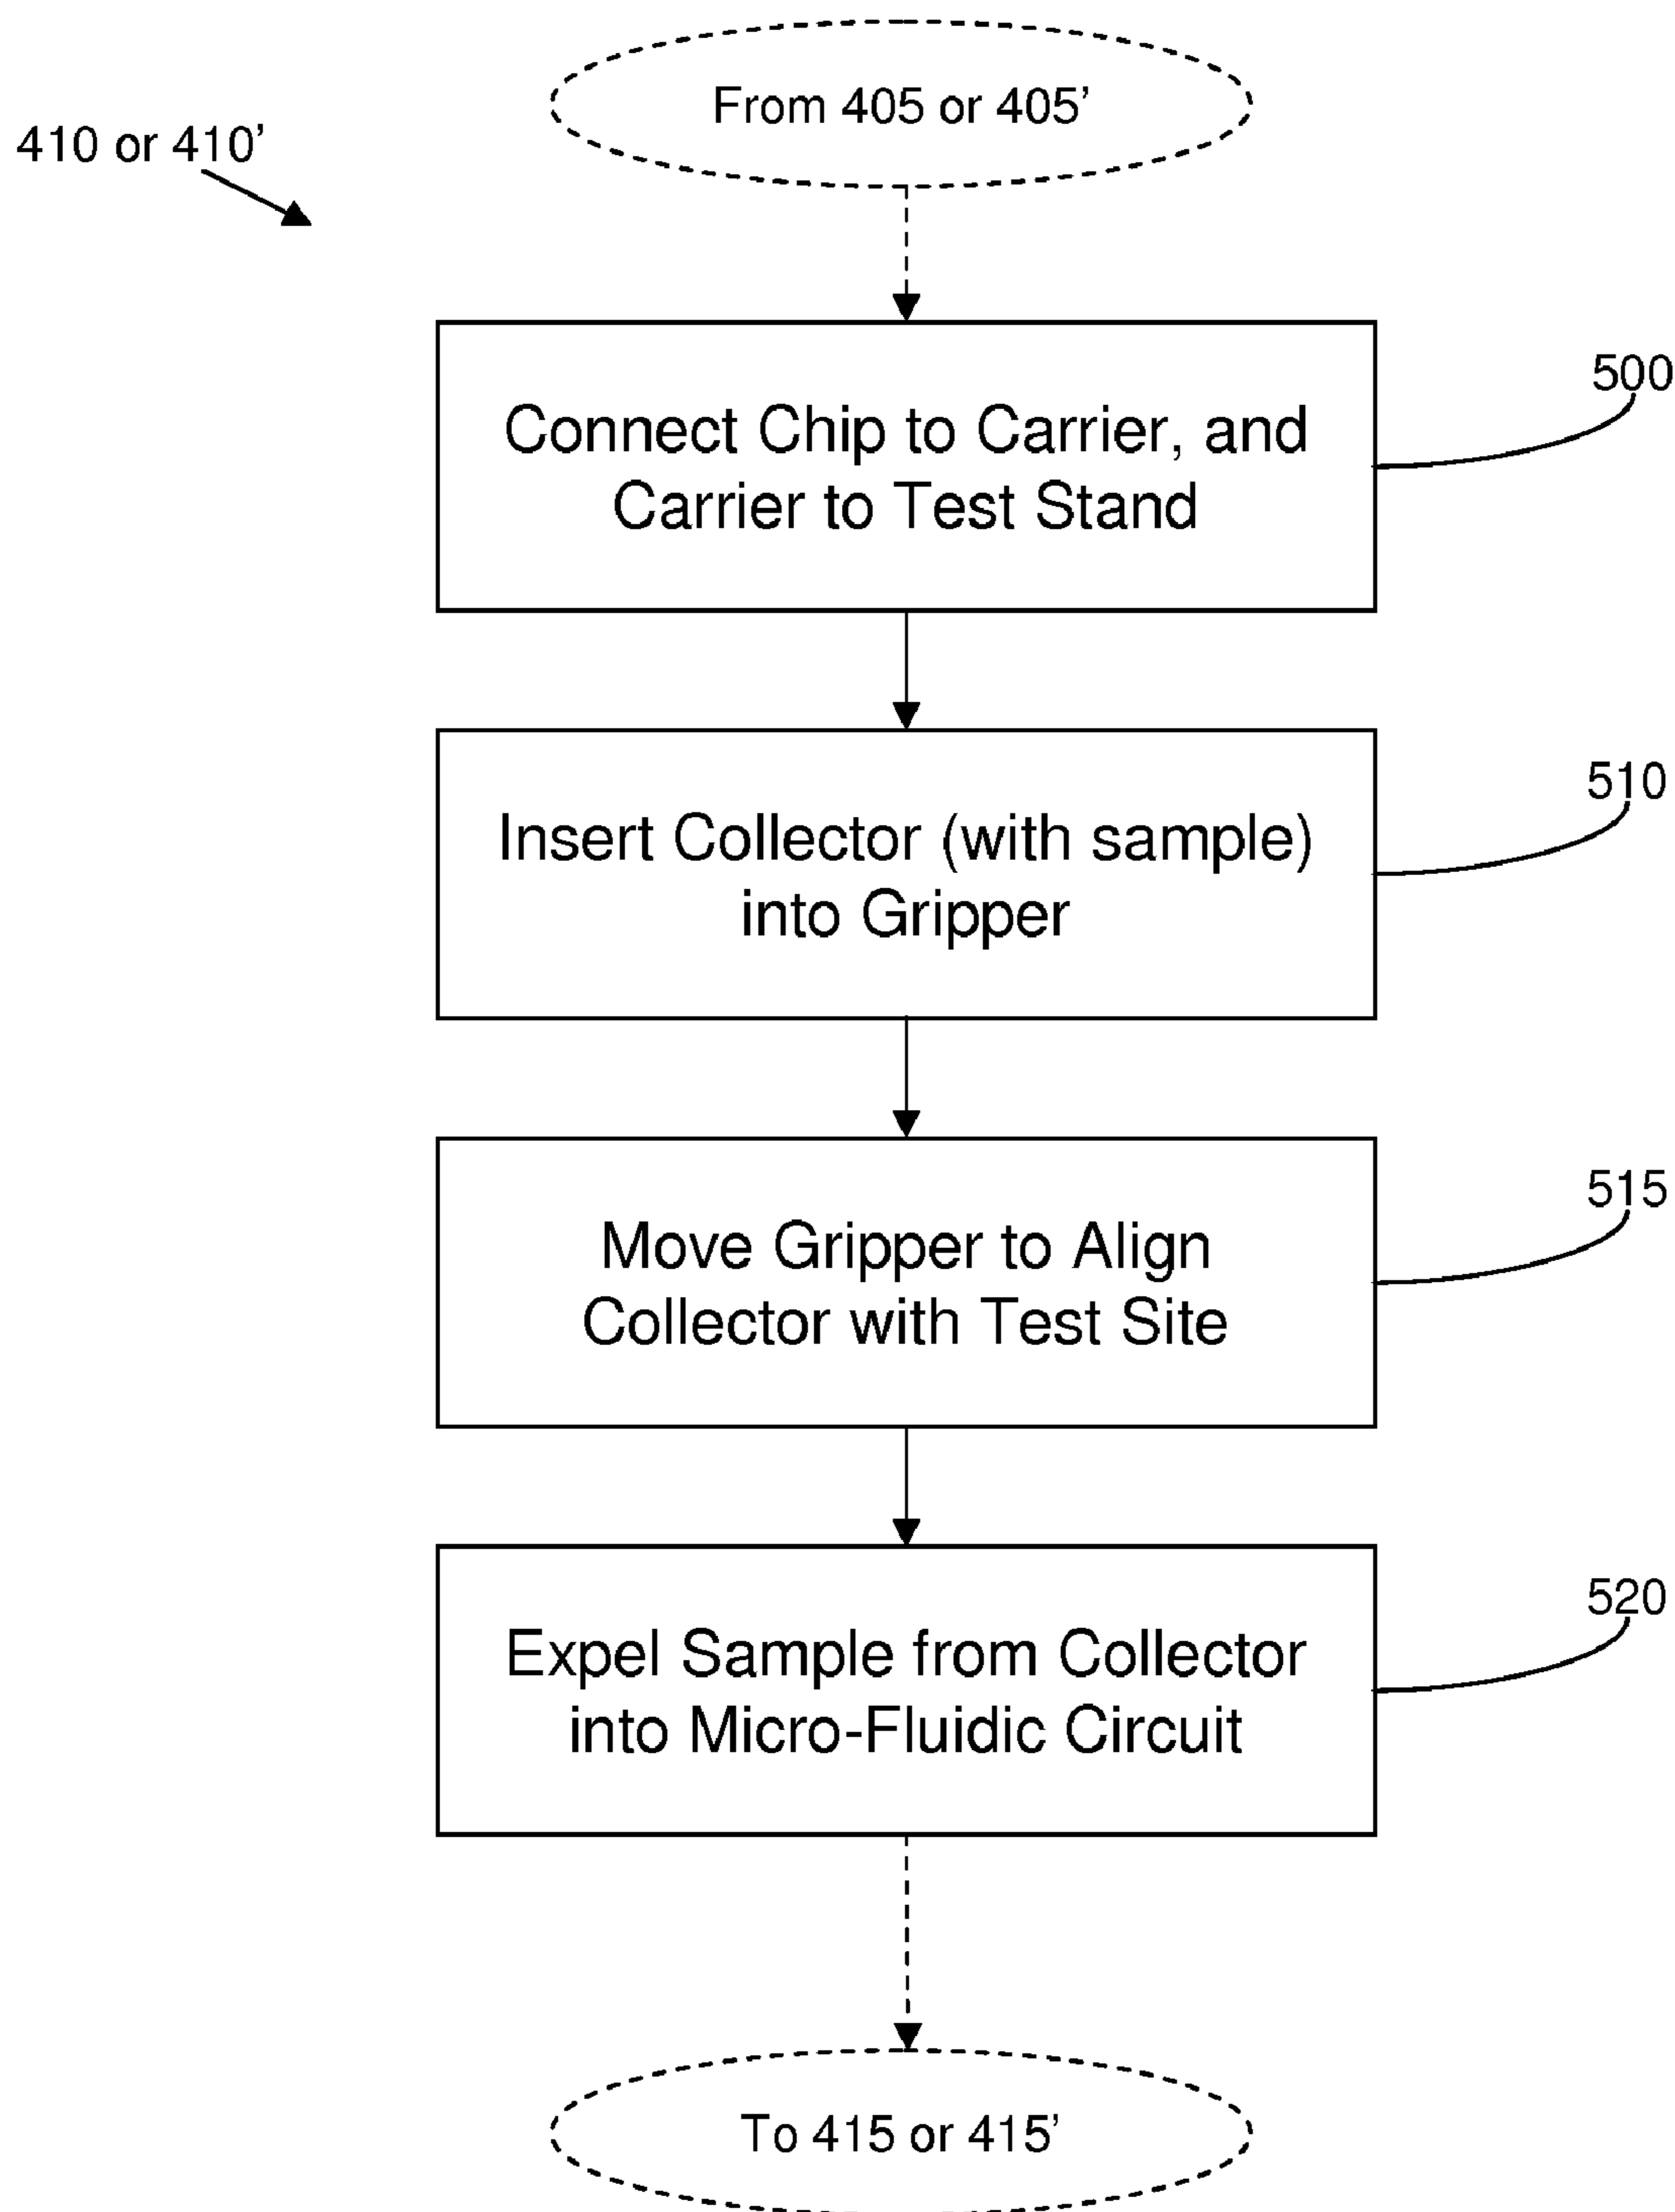 From 405 or 405’
410 or 410’
Connect Chip to Carrier, and
Carrier to Test Stand
500
Insert Collector (with sample)
into Gripper
510
Move Gripper to Align
Collector with Test Site
515
Expel Sample from Collector
into Micro-Fluidic Circuit
520
To 415 or 415’